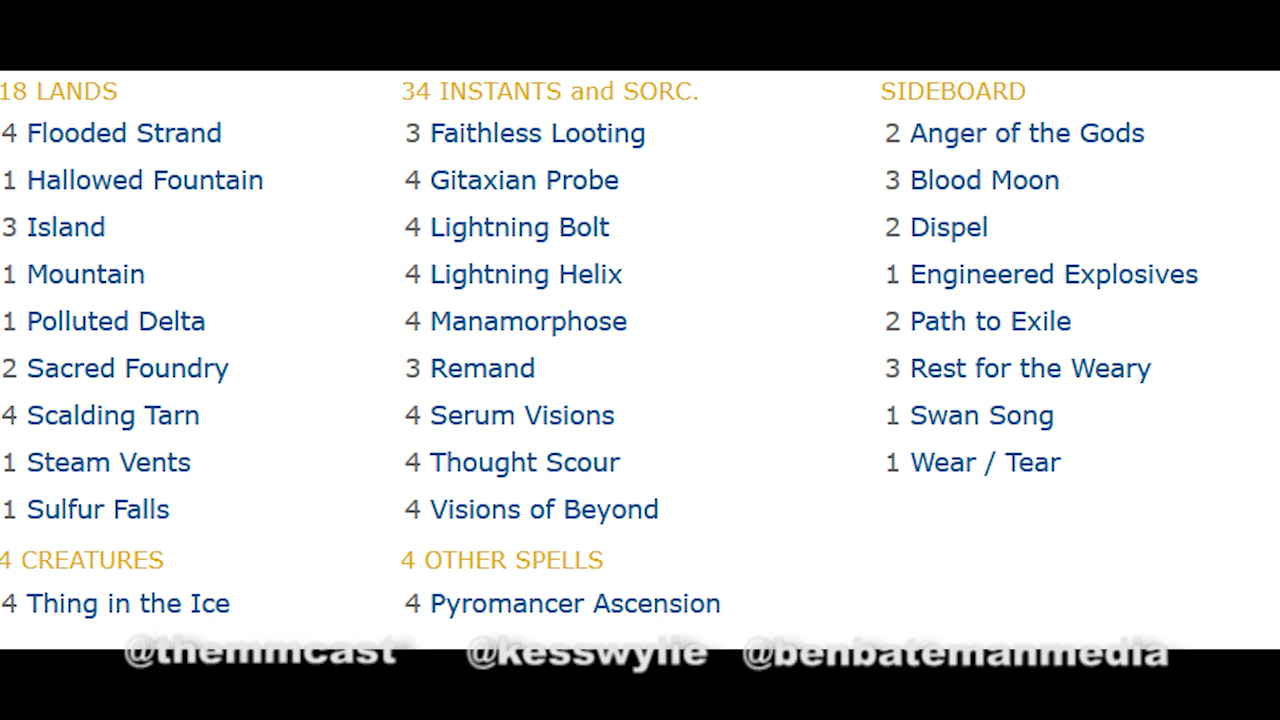 18 LANDS
4 Flooded Strand
1 Hallowed Fountain
3 Island
1 Mountain
1 Polluted Delta
2 Sacred Foundry
4 Scalding Tarn
1 Steam Vents
1 Sulfur Falls
4 CREATURES
4 Thing in the Ice
34 INSTANTS and SORC.
3 Faithless Looting
4 Gitaxian Probe
4 Lightning Bolt
4 Lightning Helix
4 Manamorphose
3 Remand
4 Serum Visions
4 Thought Scour
4 Visions of Beyond
4 OTHER SPELLS
4 Pyromancer Ascension
SIDEBOARD
2 Anger of the Gods
3 Blood Moon
2 Dispel
1 Engineered Explosives
2 Path to Exile
3 Rest for the Weary
1 Swan Song
1 Wear / Tear
@themmcast @kesswylie @benbatemanmedia